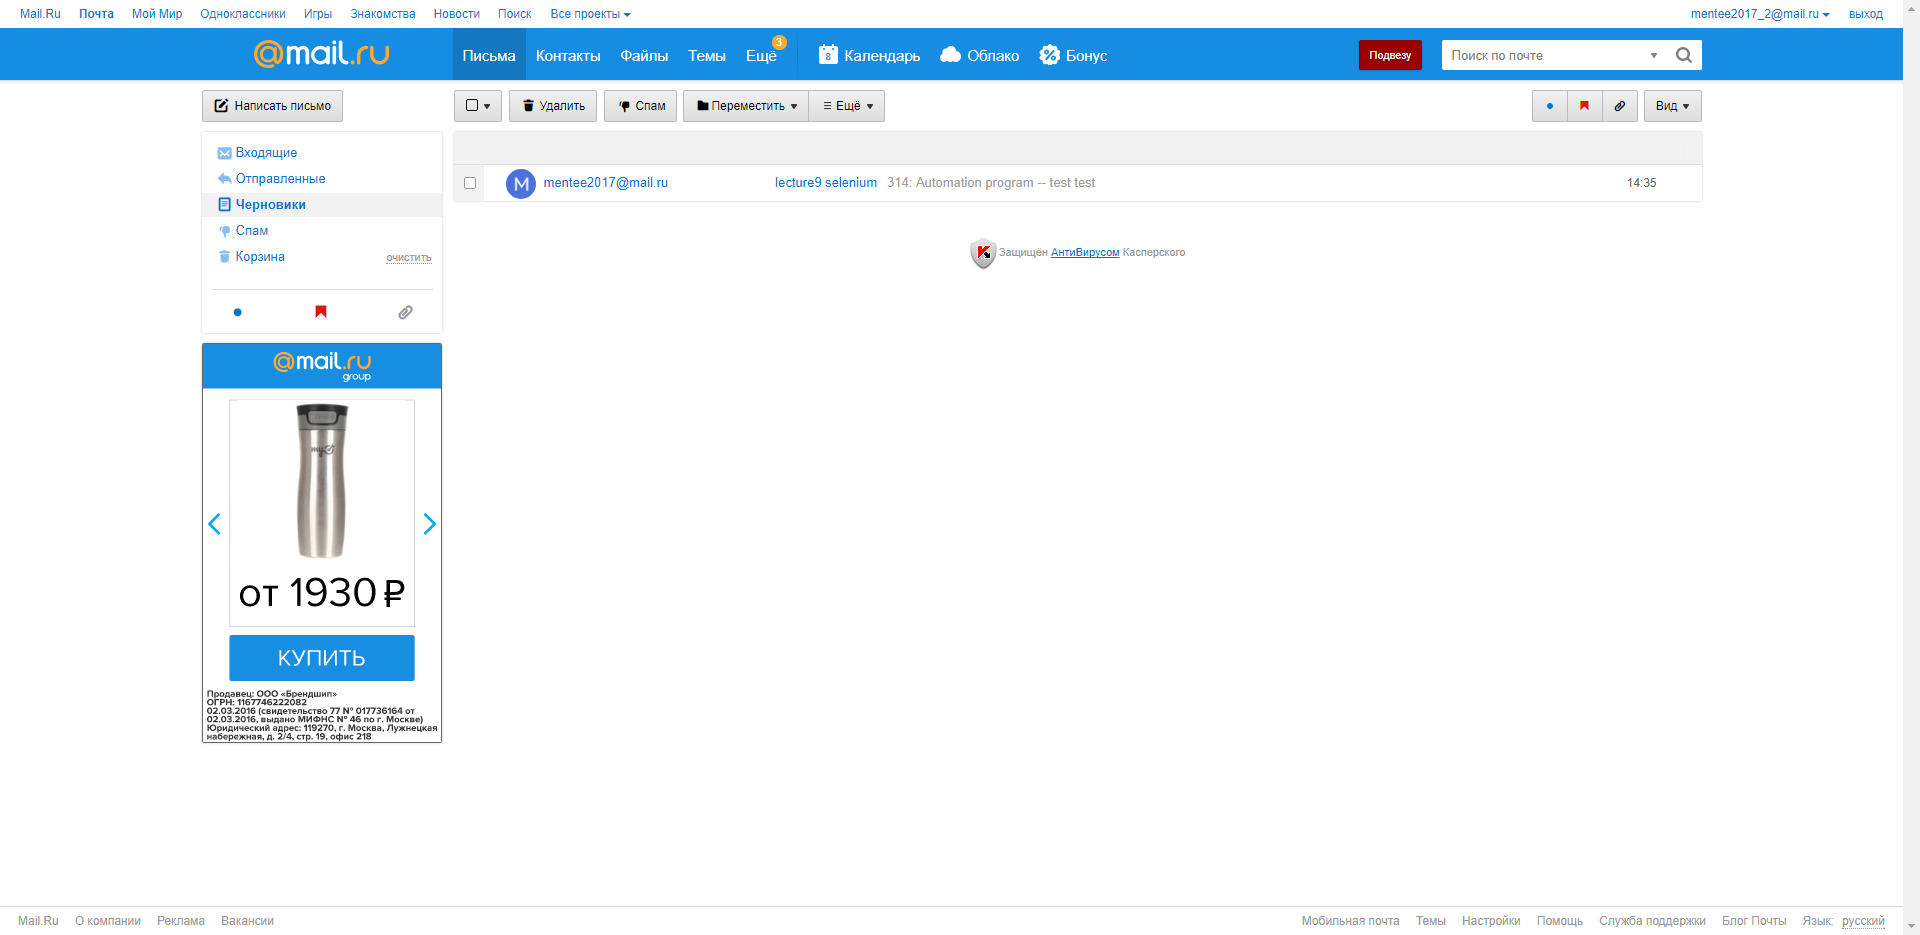 Mail.Ru Почта Мой Мир Одноклассники Игры Знакомства Новости Поиск Все проекты mentee2017_2@mail.ru выход
@mail.ru Письма Контакты Файлы Темы Ещё 3 8 Календарь Облако Бонус Подвезу Поиск по почте
Написать письмо Удалить Спам Переместить Ещё Вид
Входящие
Отправленные
Черновики
Спам
Корзина очистить
M mentee2017@mail.ru lecture9 selenium 314: Automation program -- test test 14:35
Защищён АнтиВирусом Касперского
@mail.ru
group
my
от 1930 ₽
КУПИТЬ
Продавец: ООО «Брендшип»
ОГРН: 1167746222082
02.03.2016 (свидетельство 77 № 017736164 от
02.03.2016, выдано МИФНС № 46 по г. Москве)
Юридический адрес: 119270, г. Москва, Лужнецкая
набережная, д. 2/4, стр. 19, офис 218
Mail.Ru О компании Реклама Вакансии Мобильная почта Темы Настройки Помощь Служба поддержки Блог Почты Язык: русский